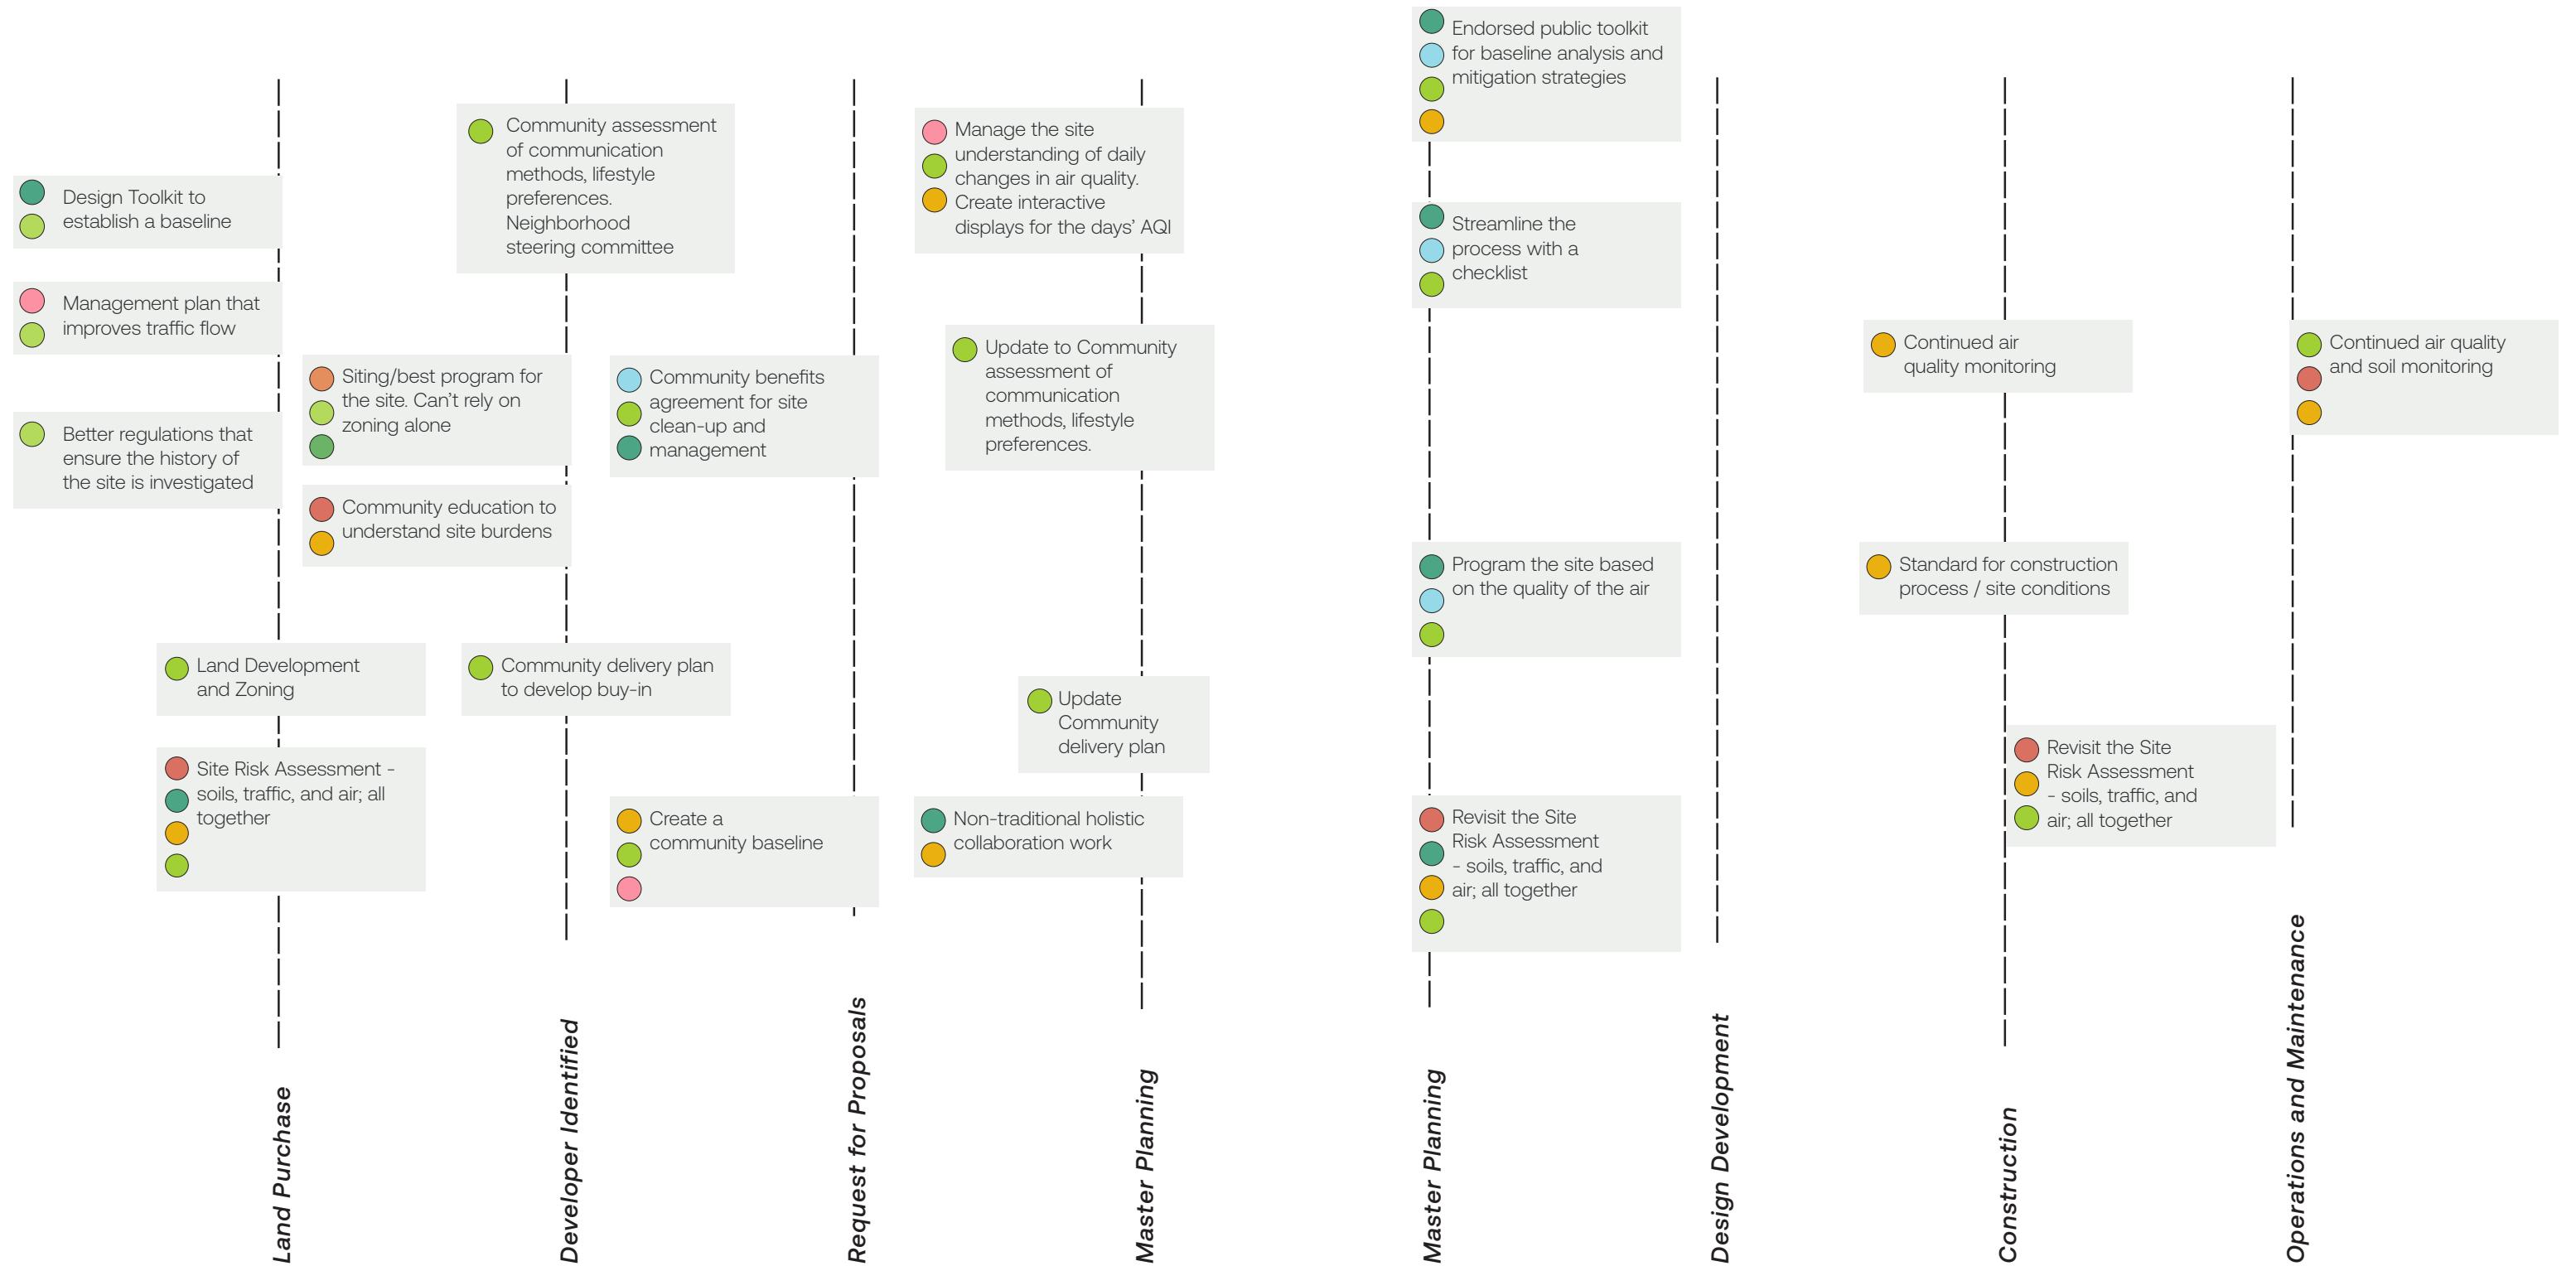 Design Toolkit to
establish a baseline
Management plan that
improves traffic flow
Better regulations that
ensure the history of
the site is investigated
Land Development
and Zoning
Site Risk Assessment -
soils, traffic, and air; all
together
Siting/best program for
the site. Can't rely on
zoning alone
Community education to
understand site burdens
Community assessment
of communication
methods, lifestyle
preferences.
Neighborhood
steering committee
Community delivery plan
to develop buy-in
Community benefits
agreement for site
clean-up and
management
Create a
community baseline
Manage the site
understanding of daily
changes in air quality.
Create interactive
displays for the days' AQI
Update to Community
assessment of
communication
methods, lifestyle
preferences.
Update
Community
delivery plan
Non-traditional holistic
collaboration work
Endorsed public toolkit
for baseline analysis and
mitigation strategies
Streamline the
process with a
checklist
Program the site based
on the quality of the air
Revisit the Site
Risk Assessment
- soils, traffic, and
air; all together
Continued air
quality monitoring
Standard for construction
process / site conditions
Revisit the Site
Risk Assessment
- soils, traffic, and
air; all together
Continued air quality
and soil monitoring
Land Purchase
Developer Identified
Request for Proposals
Master Planning
Master Planning
Design Development
Construction
Operations and Maintenance